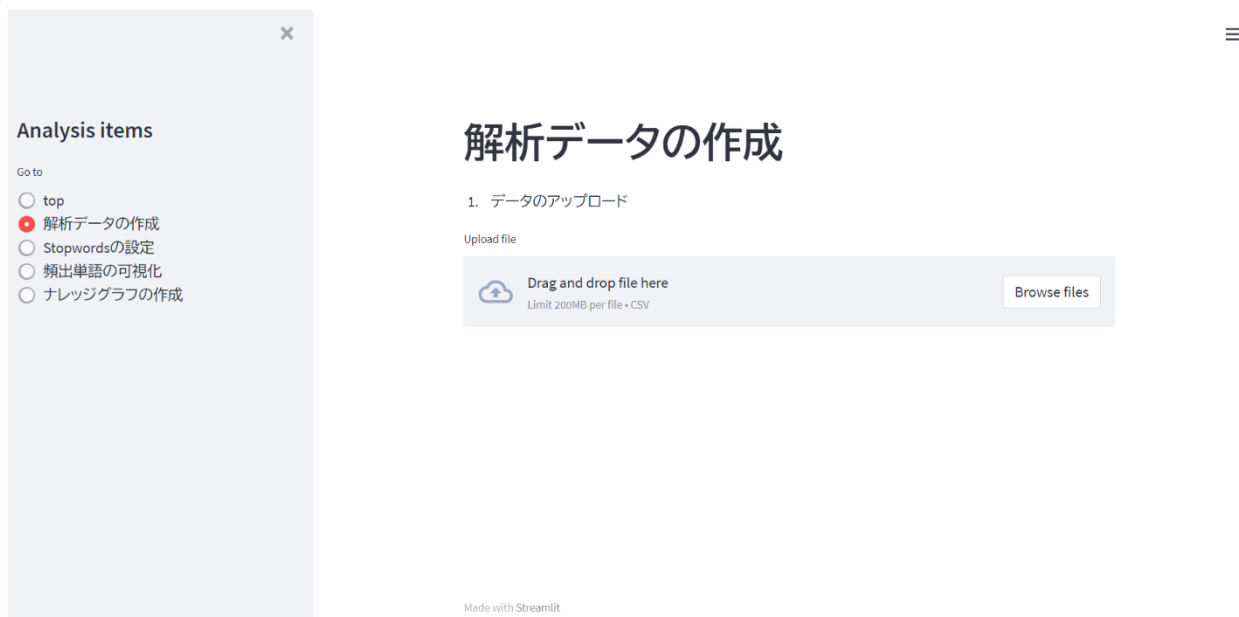 Analysis items
Go to
top
解析データの作成
Stopwordsの設定
頻出単語の可視化
ナレッジグラフの作成
解析データの作成
1. データのアップロード
Upload file
Drag and drop file here
Limit 200MB per file • CSV
Browse files
Made with Streamlit